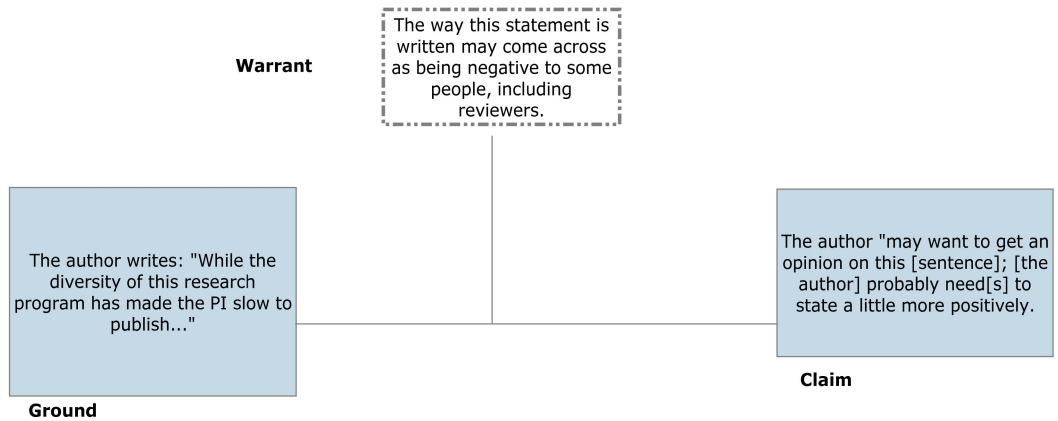 The way this statement is
written may come across
as being negative to some
people, including
reviewers.
Warrant
The author writes: "While the
diversity of this research
program has made the PI slow to
publish..."
Ground
The author "may want to get an
opinion on this [sentence]; [the
author] probably need[s] to
state a little more positively.
Claim